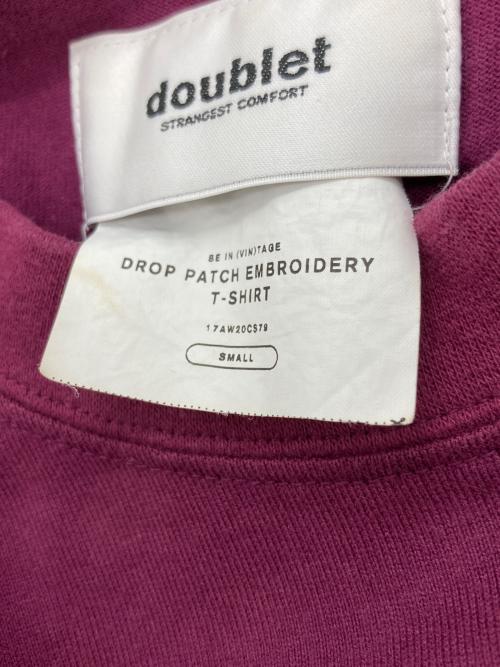 doublet
STRANGEST COMFORT
BE IN (VIN)TAGE
DROP PATCH EMBROIDERY
T-SHIRT
17AW20CS79
SMALL